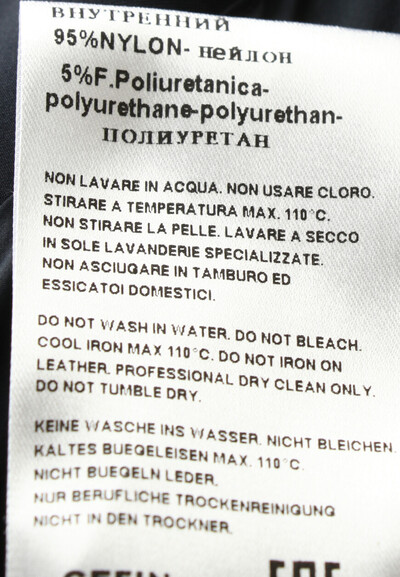 ВНУТРЕННИЙ
95%NYLON- нейлон
5%F.Poliuretanica-
polyurethane-polyurethan-
ПОЛИУРЕТАН
NON LAVARE IN ACQUA. NON USARE CLORO.
STIRARE A TEMPERATURA MAX. 110°C.
NON STIRARE LA PELLE. LAVARE A SECCO
IN SOLE LAVANDERIE SPECIALIZZATE.
NON ASCIUGARE IN TAMBURO ED
ESSICATOI DOMESTICI.
DO NOT WASH IN WATER. DO NOT BLEACH.
COOL IRON MAX 110°C. DO NOT IRON ON
LEATHER. PROFESSIONAL DRY CLEAN ONLY.
DO NOT TUMBLE DRY.
KEINE WASCHE INS WASSER. NICHT BLEICHEN.
KALTES BUEQELEISEN MAX. 110°C.
NICHT BUEQELN LEDER.
NUR BERUFLICHE TROCKENREINIGUNG
NICHT IN DEN TROCKNER.